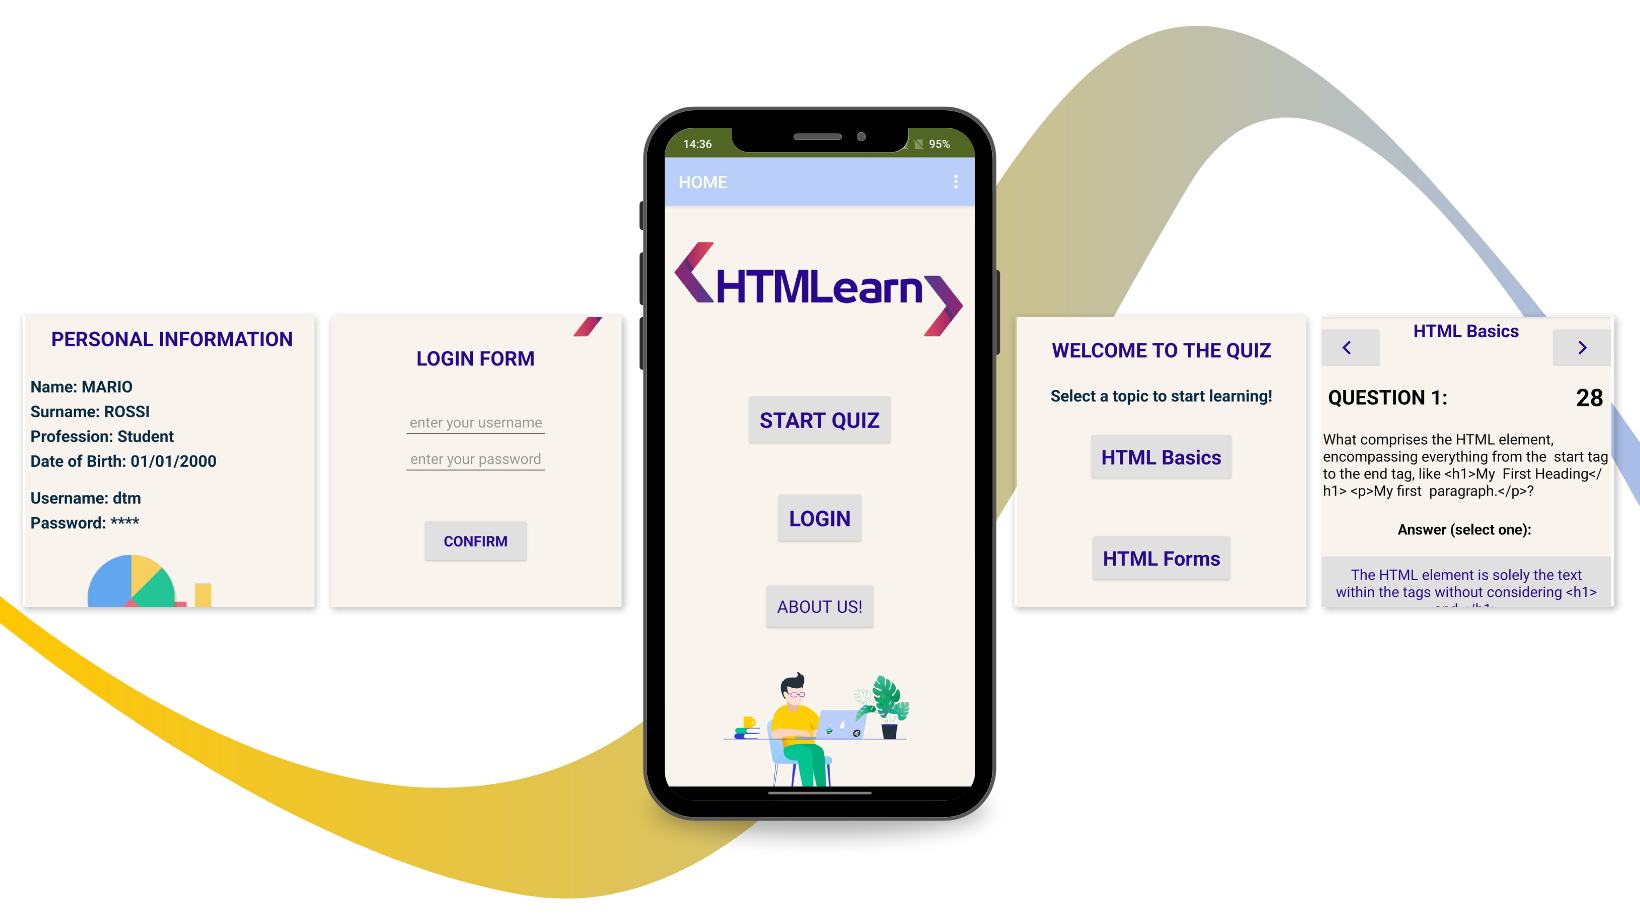 PERSONAL INFORMATION
Name: MARIO
Surname: ROSSI
Profession: Student
Date of Birth: 01/01/2000
Username: dtm
Password: ****
LOGIN FORM
enter your username
enter your password
CONFIRM
14:36
95%
HOME
HTMLearn
START QUIZ
LOGIN
ABOUT US!
WELCOME TO THE QUIZ
Select a topic to start learning!
HTML Basics
HTML Forms
HTML Basics
QUESTION 1:
28
What comprises the HTML element,
encompassing everything from the start tag
to the end tag, like <h1>My First Heading</
h1> <p>My first paragraph.</p>?
Answer (select one):
The HTML element is solely the text
within the tags without considering <h1>